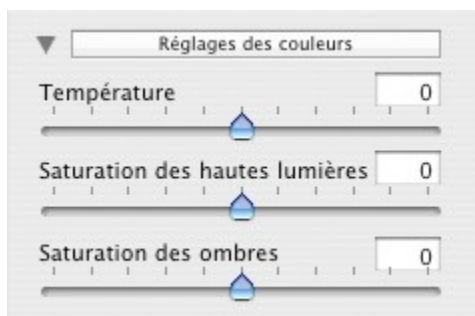 Réglages des couleurs
Température 0
Saturation des hautes lumières 0
Saturation des ombres 0